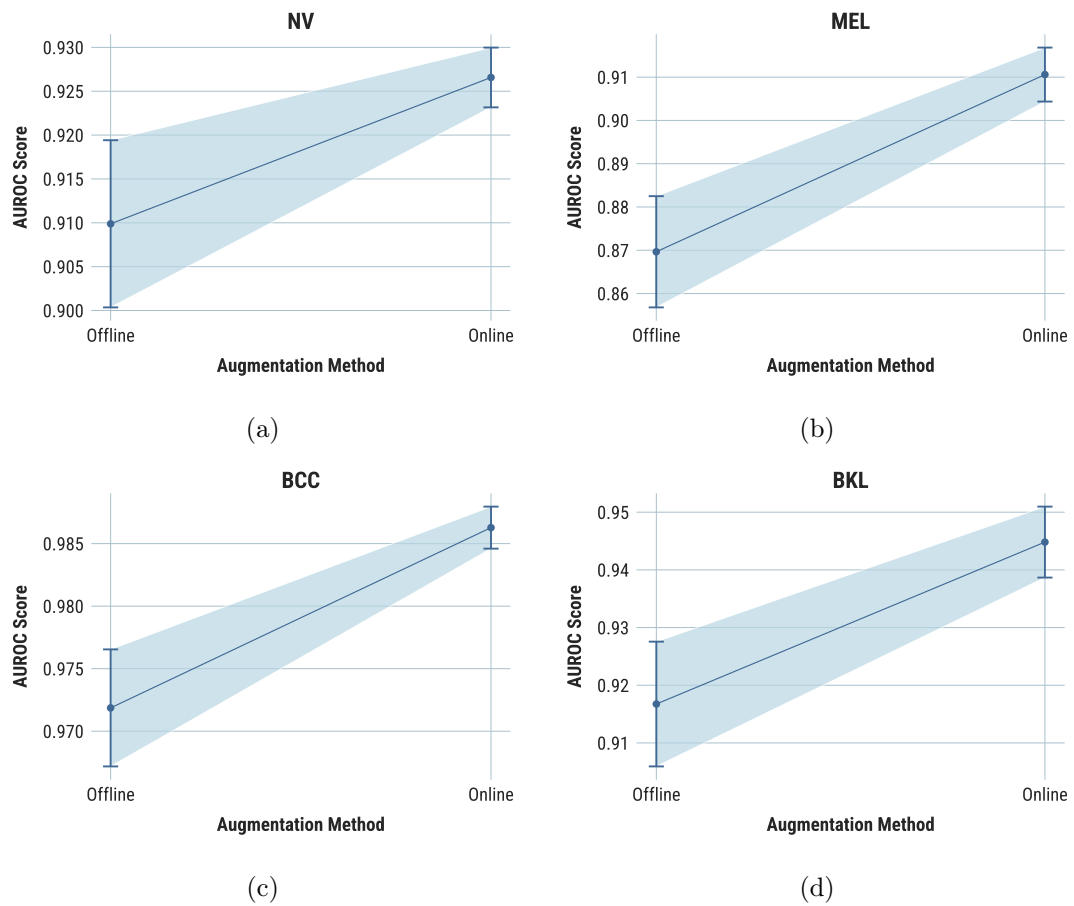 NV
AUROC Score
0.930
0.925
0.920
0.915
0.910
0.905
0.900
Offline
Online
Augmentation Method
(a)
MEL
AUROC Score
0.91
0.90
0.89
0.88
0.87
0.86
Offline
Online
Augmentation Method
(b)
BCC
AUROC Score
0.985
0.980
0.975
0.970
Offline
Online
Augmentation Method
(c)
BKL
AUROC Score
0.95
0.94
0.93
0.92
0.91
Offline
Online
Augmentation Method
(d)